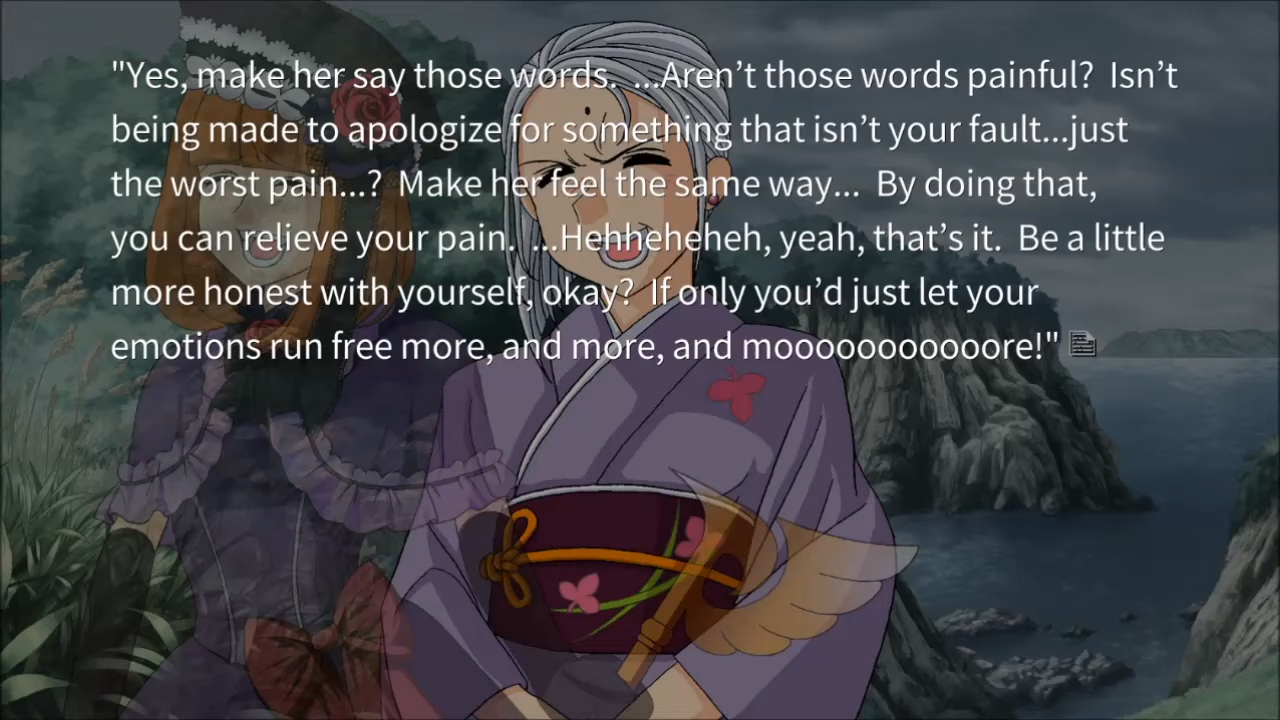 "Yes, make her say those words.  ...Aren’t those words painful?  Isn’t
being made to apologize for something that isn’t your fault...just
the worst pain...?  Make her feel the same way...  By doing that,
you can relieve your pain.  ...Hehheheheh, yeah, that’s it.  Be a little
more honest with yourself, okay?  If only you’d just let your
emotions run free more, and more, and mooooooooooore!"